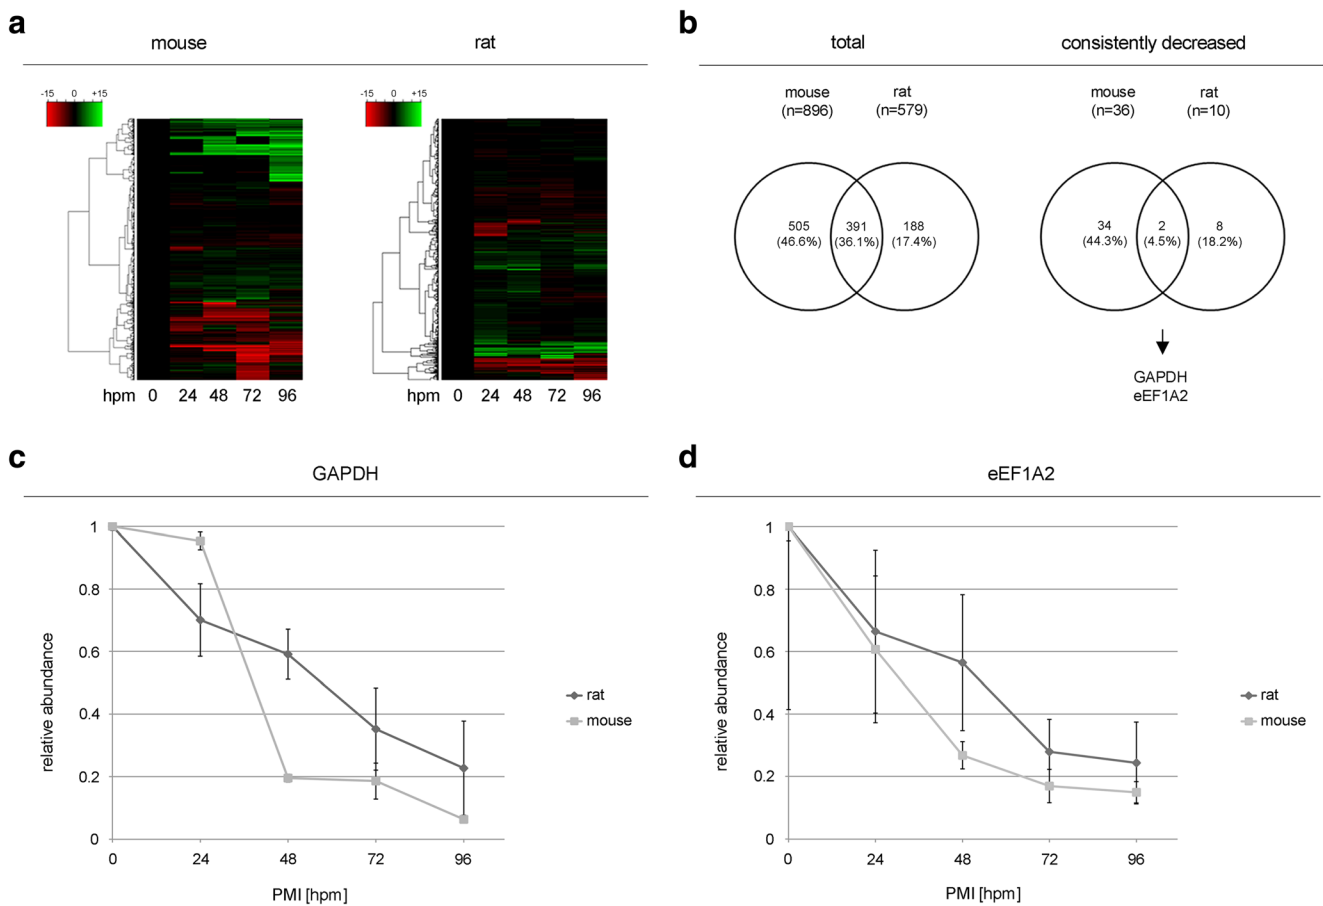 a
mouse
rat
-15 0 +15
-15 0 +15
hpm 0 24 48 72 96
hpm 0 24 48 72 96
b
total
consistently decreased
mouse
(n=896)
rat
(n=579)
mouse
(n=36)
rat
(n=10)
505
(46.6%)
391
(36.1%)
188
(17.4%)
34
(44.3%)
2
(4.5%)
8
(18.2%)
GAPDH
eEF1A2
c
GAPDH
relative abundance
1
0.8
0.6
0.4
0.2
0
0 24 48 72 96
PMI [hpm]
rat
mouse
d
eEF1A2
relative abundance
1
0.8
0.6
0.4
0.2
0
0 24 48 72 96
PMI [hpm]
rat
mouse